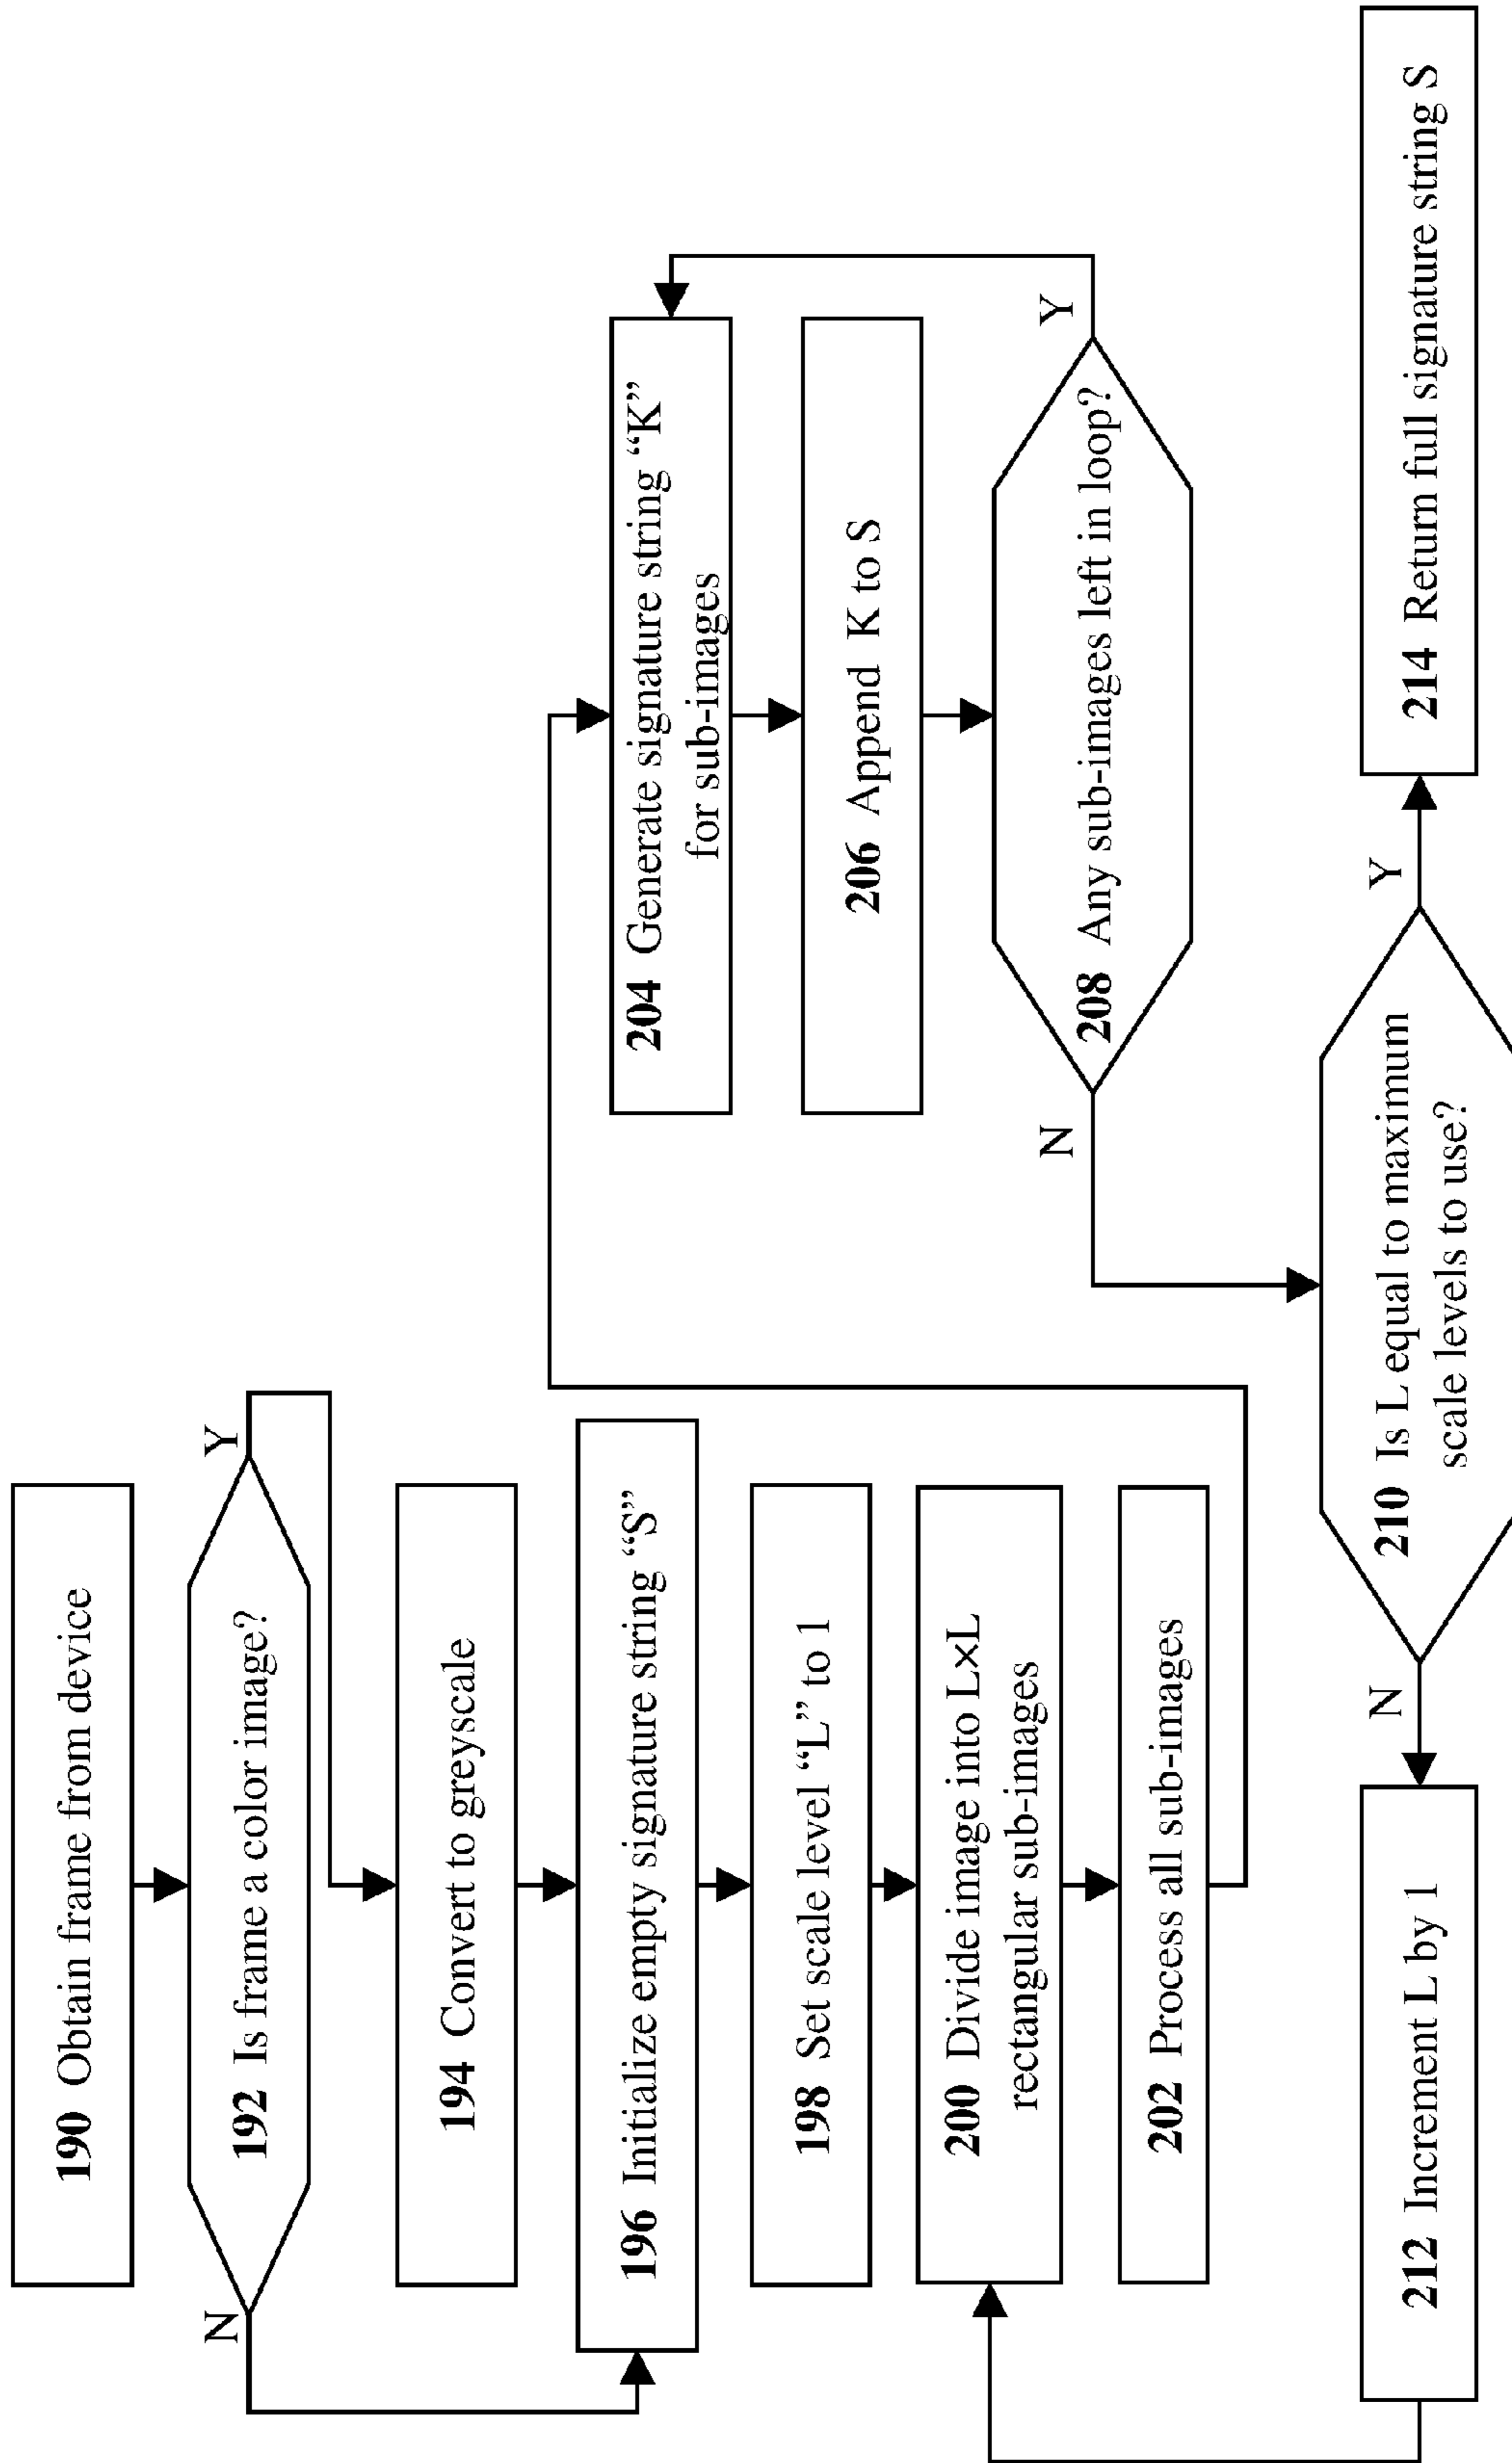 190 Obtain frame from device
192 Is frame a color image?
Y
N
194 Convert to greyscale
196 Initialize empty signature string “S”
198 Set scale level “L” to 1
200 Divide image into L×L
rectangular sub-images
202 Process all sub-images
204 Generate signature string “K”
for sub-images
206 Append K to S
208 Any sub-images left in loop?
Y
N
210 Is L equal to maximum
scale levels to use?
N
Y
212 Increment L by 1
214 Return full signature string S